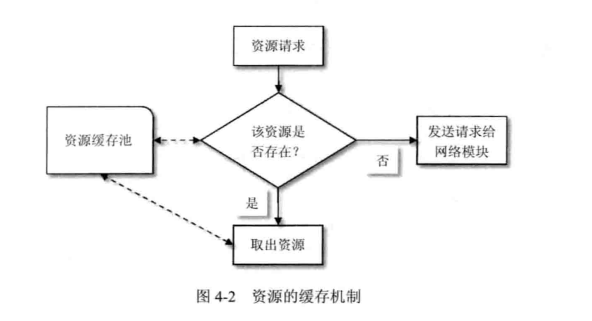 资源请求
资源缓存池
该资源是
否存在?
发送请求给
网络模块
否
是
取出资源
图 4-2 资源的缓存机制